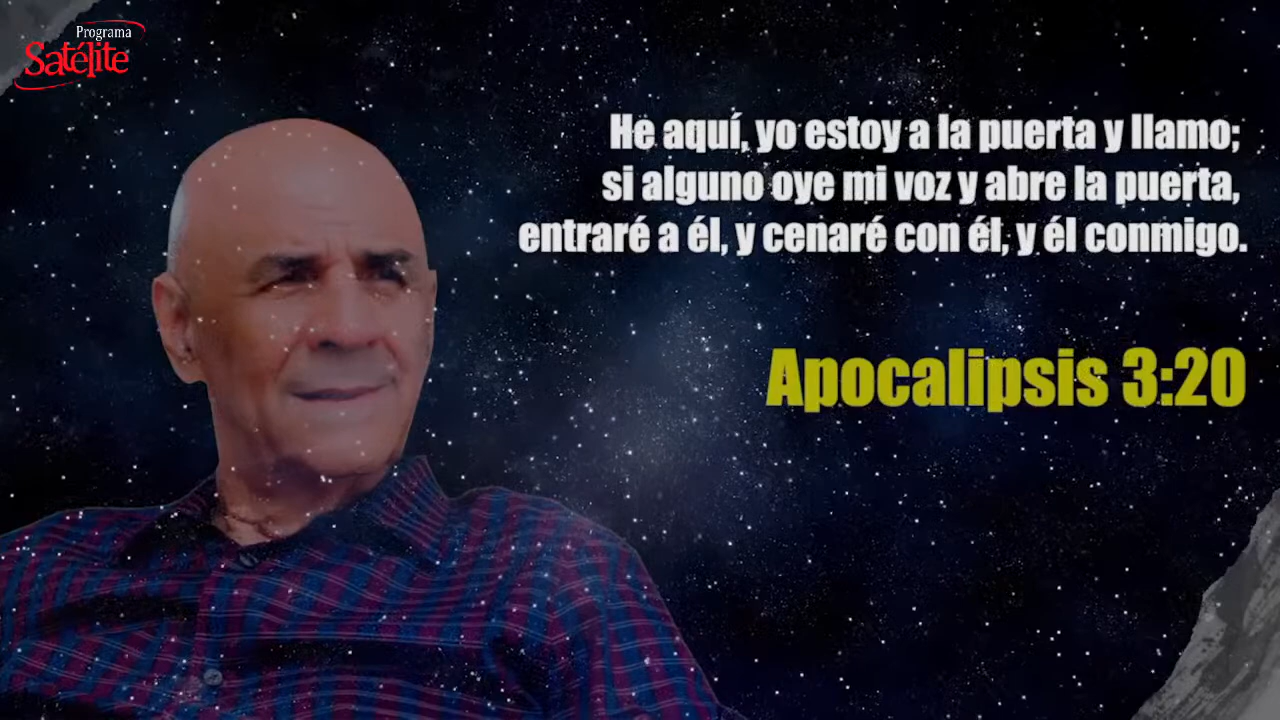 Programa
Satélite
He aquí, yo estoy a la puerta y llamo;
si alguno oye mi voz y abre la puerta,
entraré a él, y cenaré con él, y él conmigo.
Apocalipsis 3:20